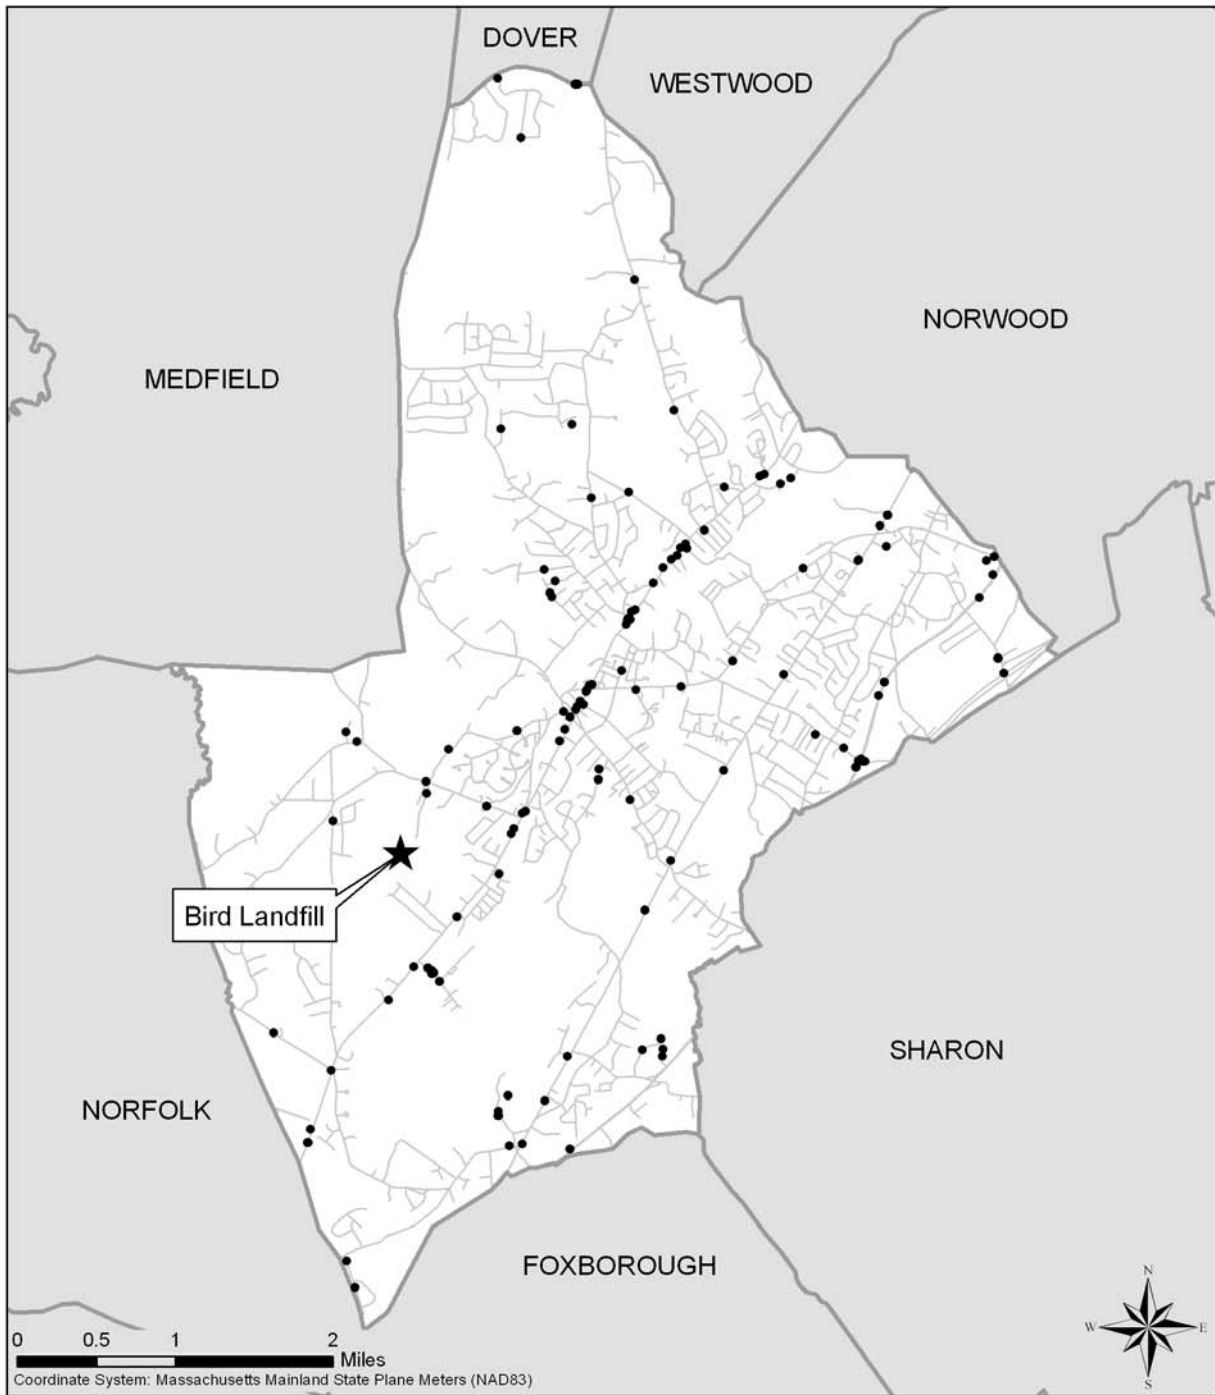 DOVER
WESTWOOD
NORWOOD
MEDFIELD
Bird Landfill
SHARON
NORFOLK
FOXBOROUGH
N
W E
S
0 0.5 1 2
Miles
Coordinate System: Massachusetts Mainland State Plane Meters (NAD83)